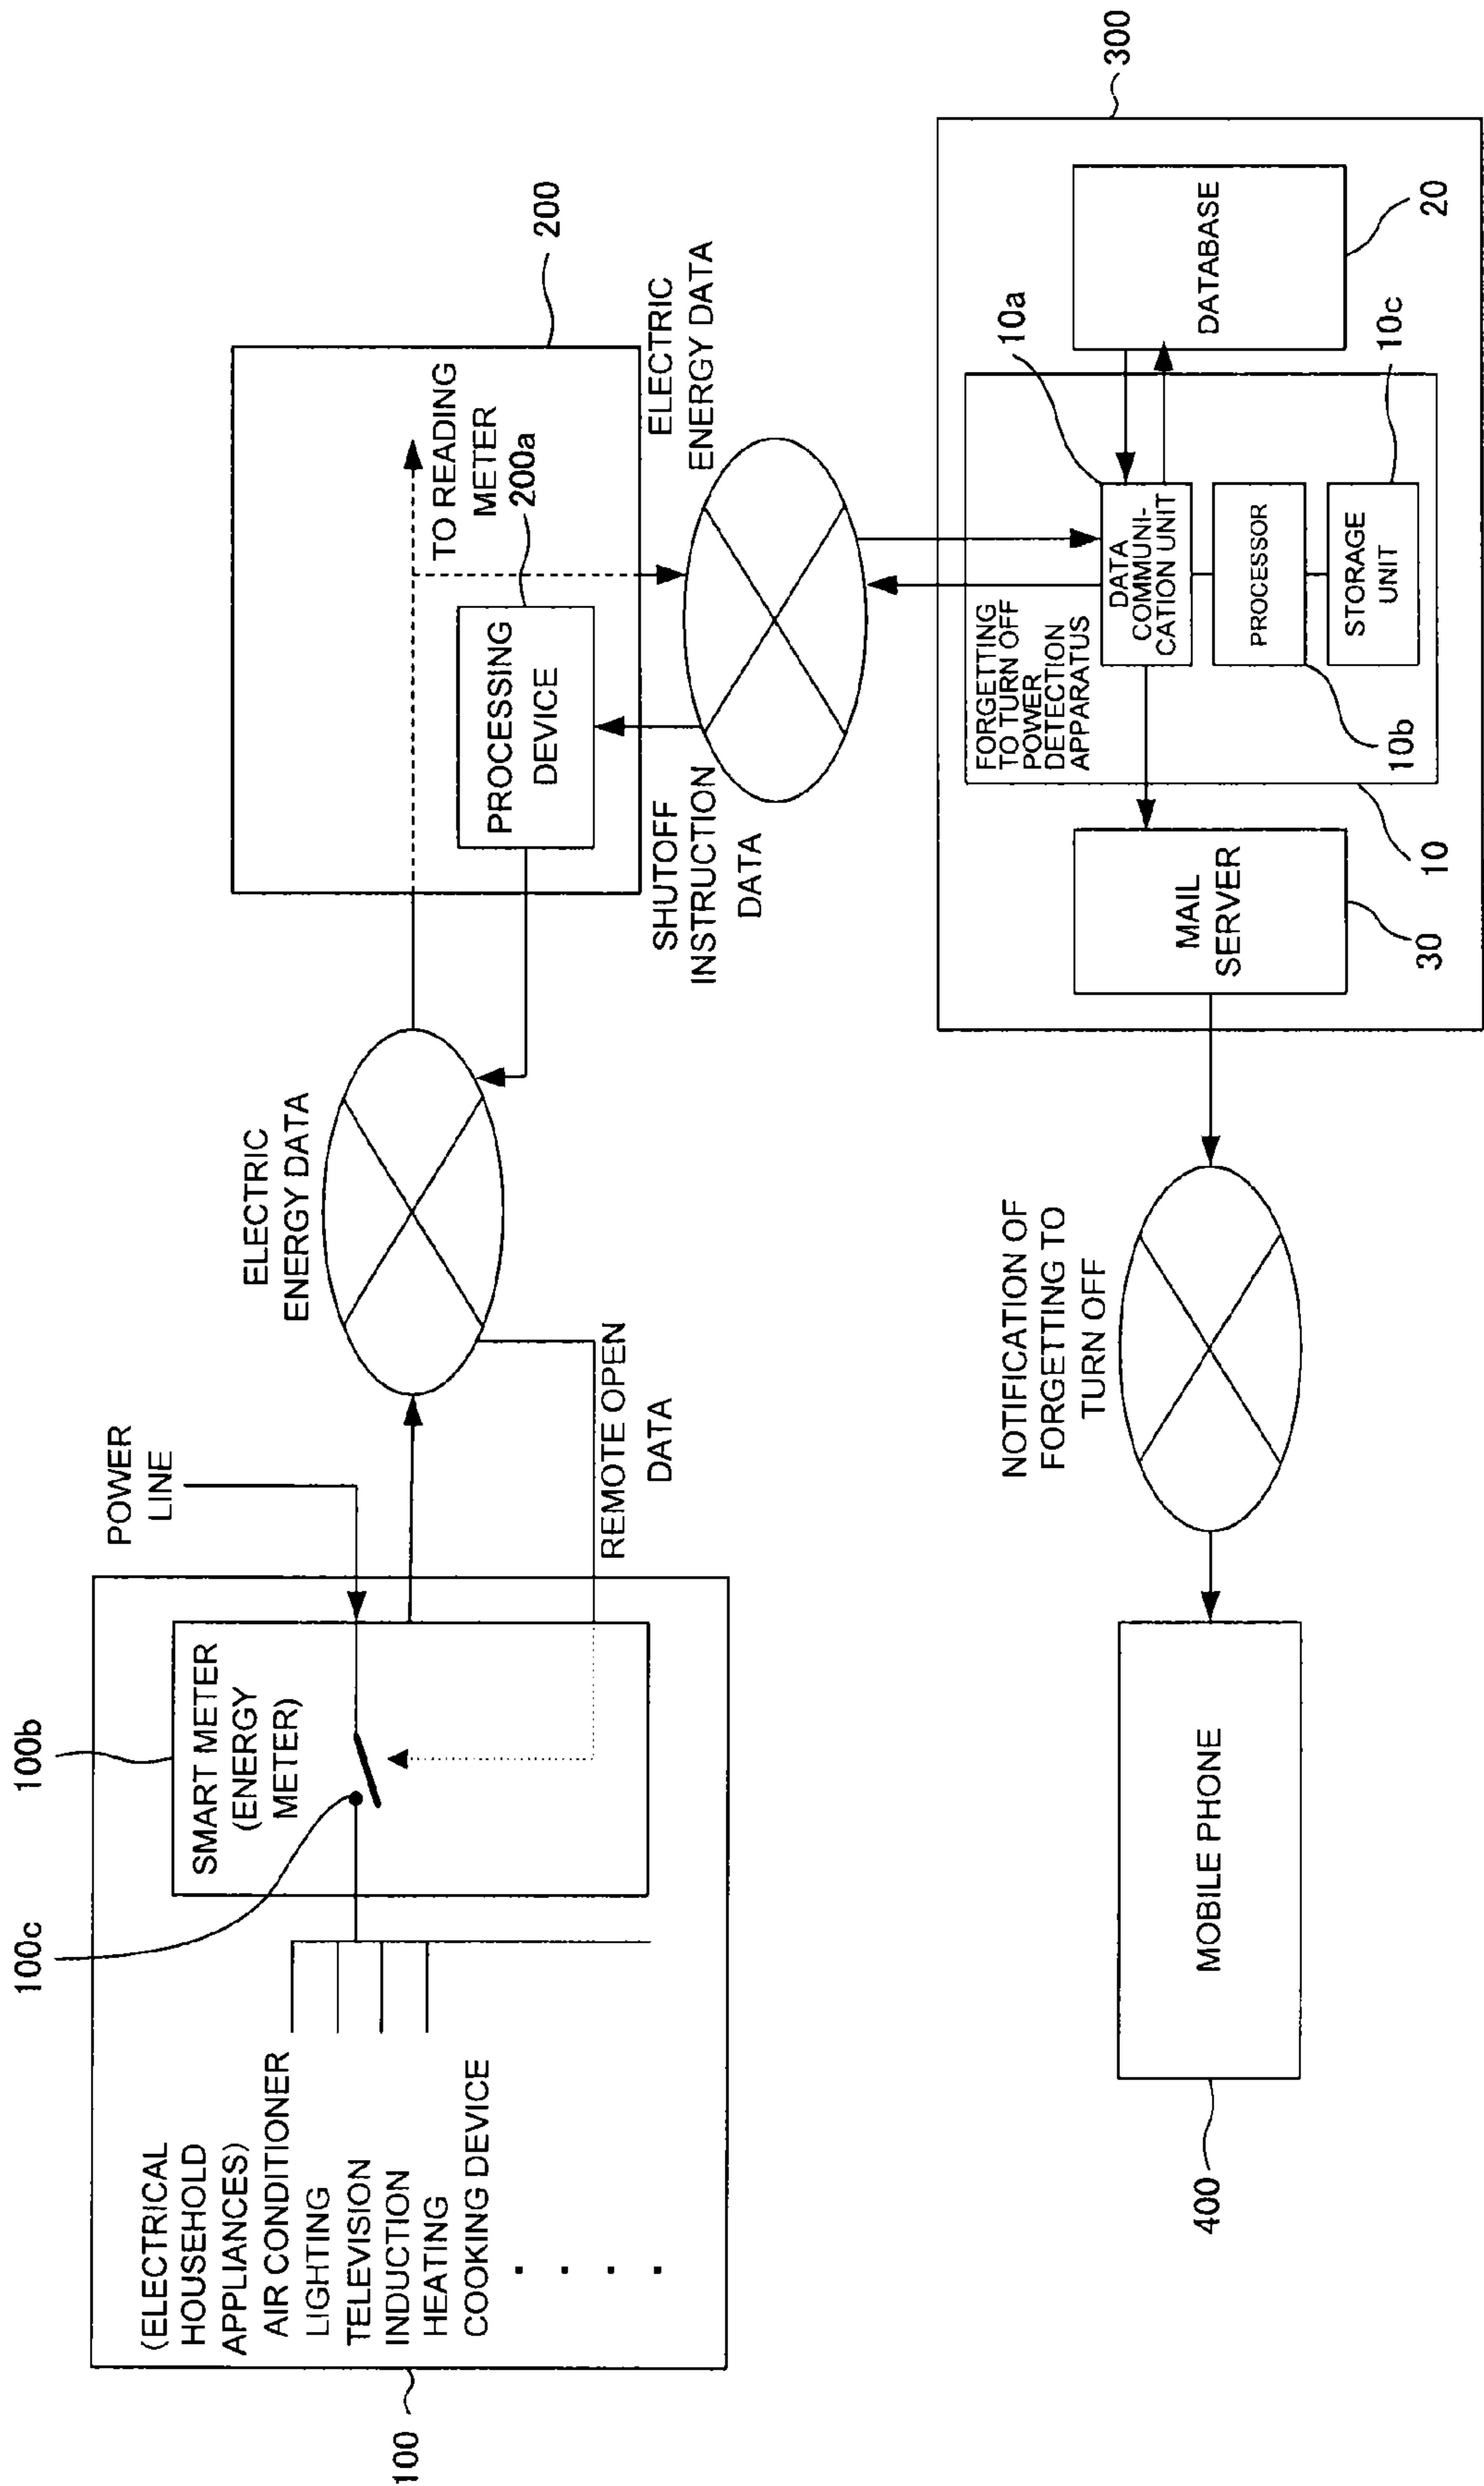 100
(ELECTRICAL
HOUSEHOLD
APPLIANCES)
AIR CONDITIONER
LIGHTING
TELEVISION
INDUCTION
HEATING
COOKING DEVICE
. . . .
100c
100b
SMART METER
(ENERGY
METER)
POWER
LINE
REMOTE OPEN
DATA
ELECTRIC
ENERGY DATA
200
TO READING
METER
200a
PROCESSING
DEVICE
SHUTOFF
INSTRUCTION
DATA
ELECTRIC
ENERGY DATA
300
FORGETTING
TO TURN OFF
POWER
DETECTION
APPARATUS
10a
DATA
COMMUNI-
CATION UNIT
PROCESSOR
10b
STORAGE
UNIT
10c
DATABASE
20
10
MAIL
SERVER
30
NOTIFICATION OF
FORGETTING TO
TURN OFF
MOBILE PHONE
400